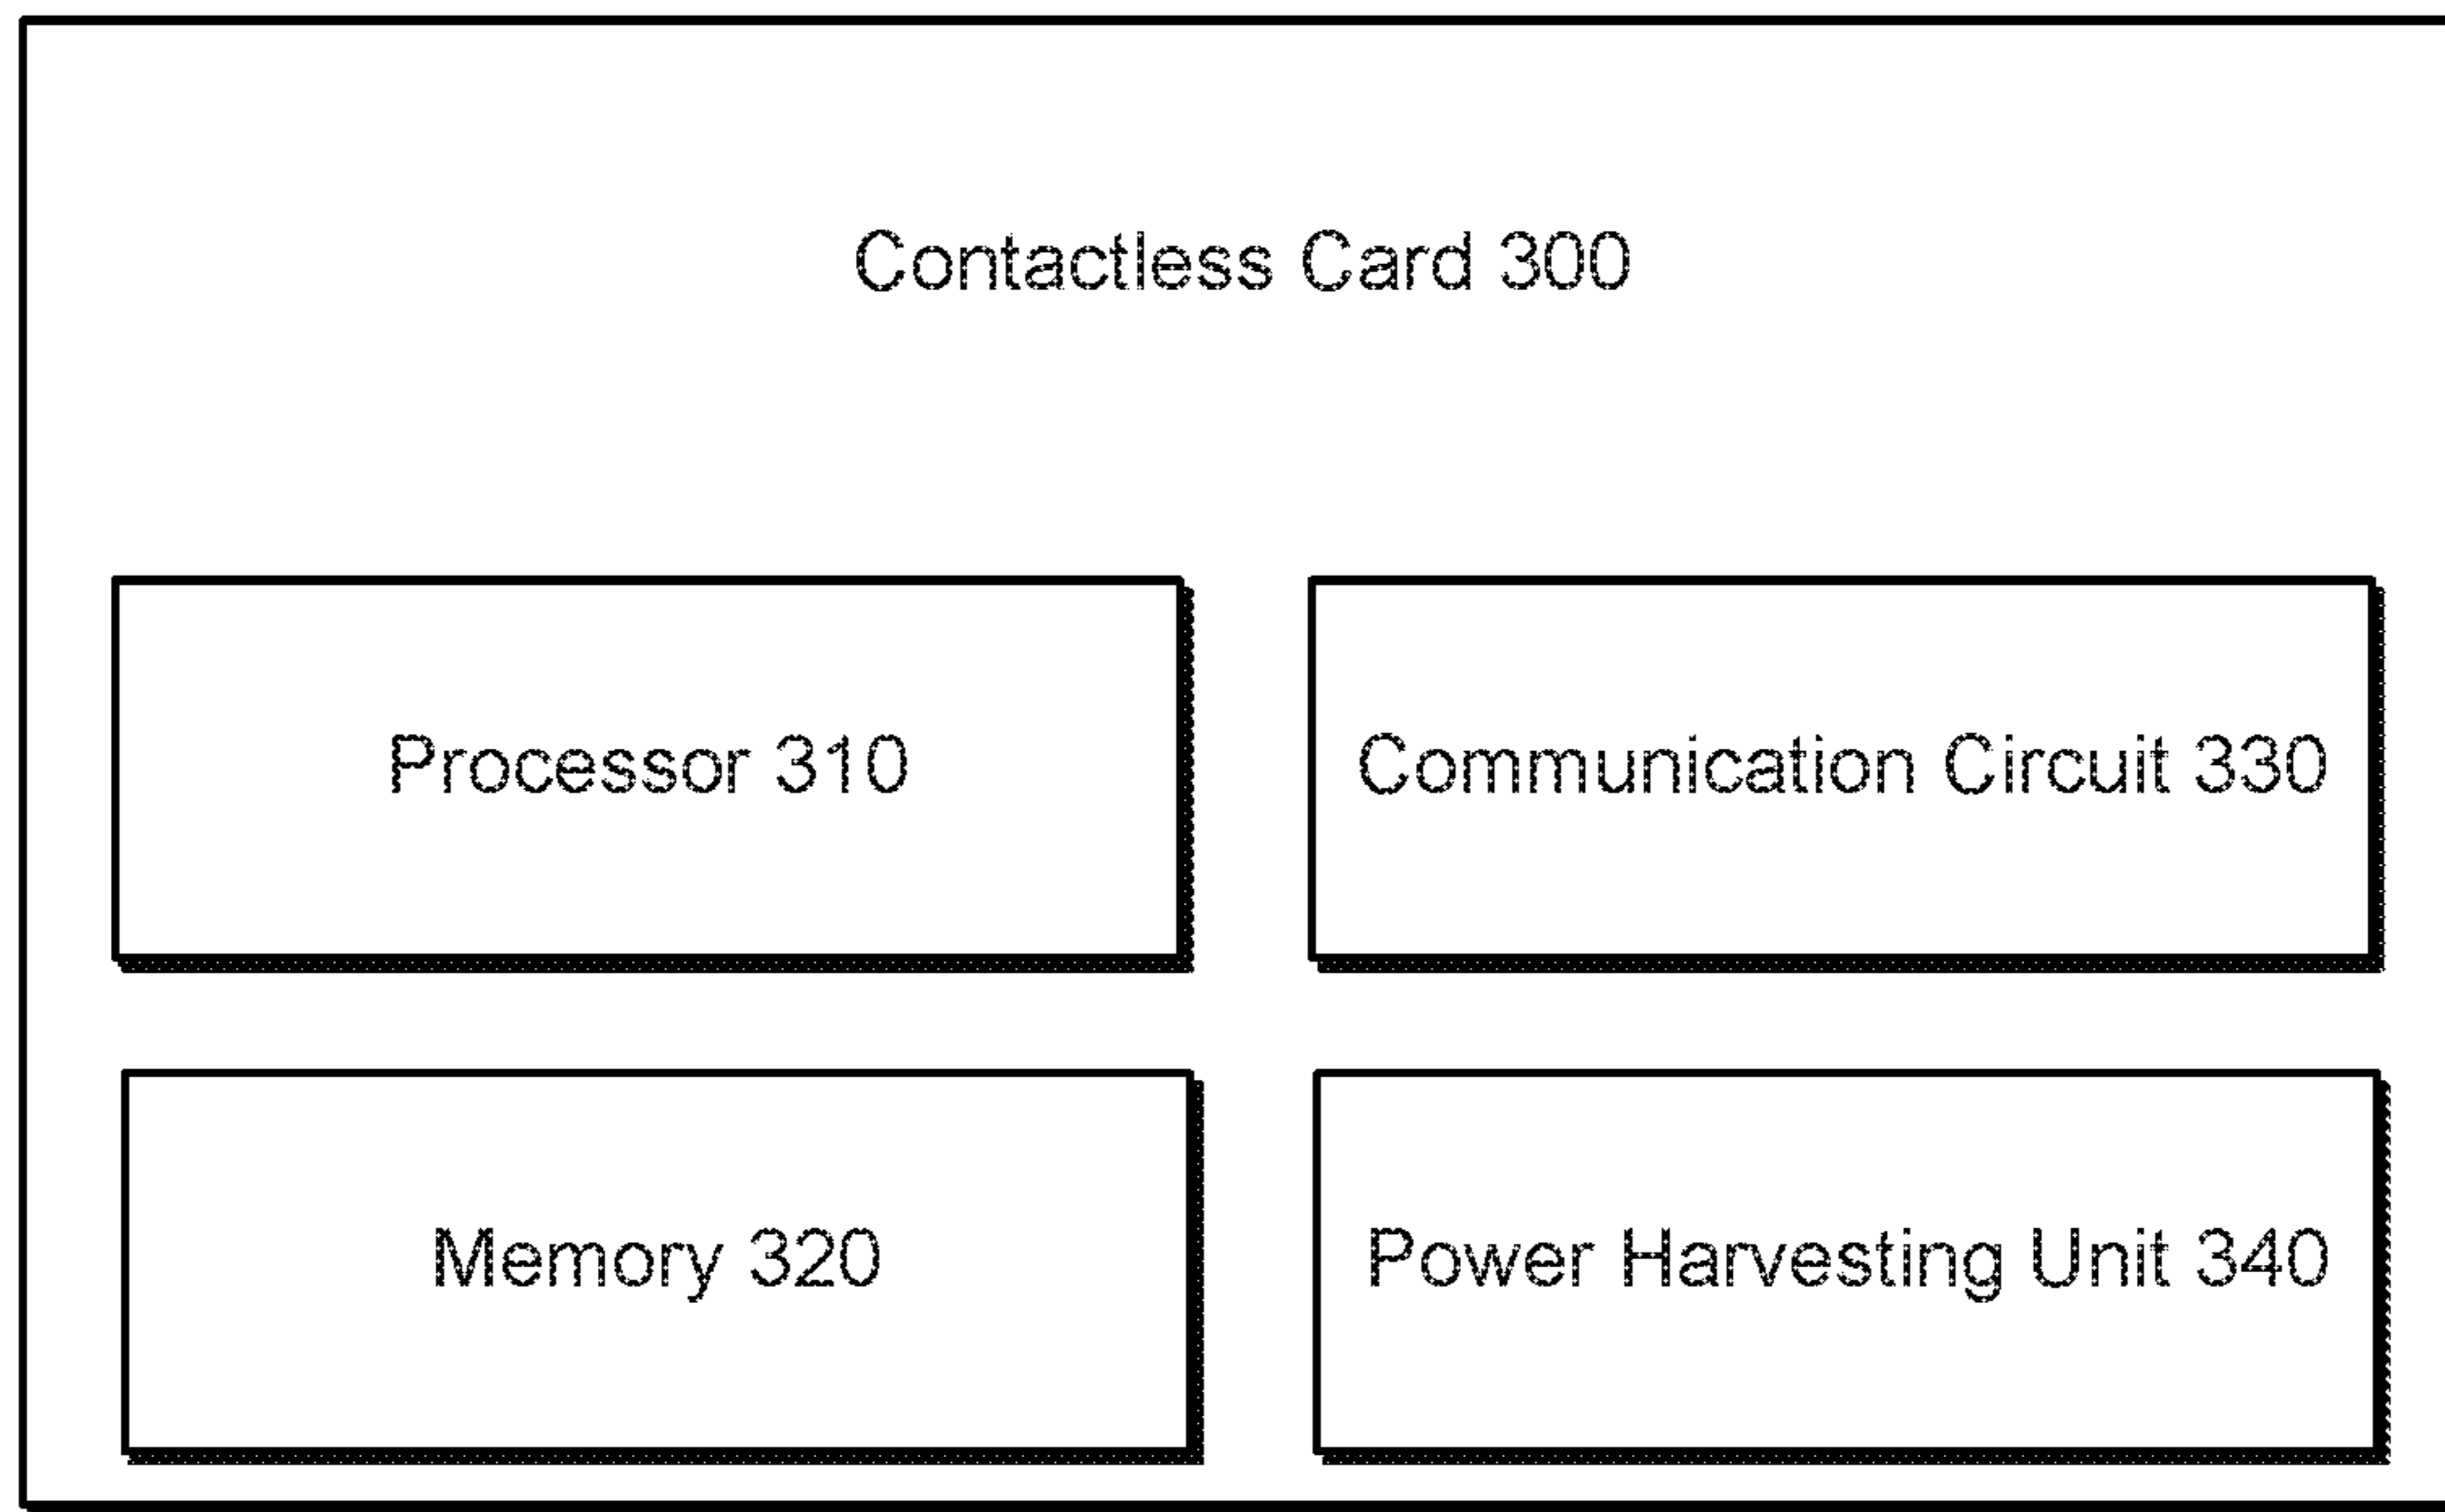 Contactless Card 300
Processor 310
Communication Circuit 330
Memory 320
Power Harvesting Unit 340